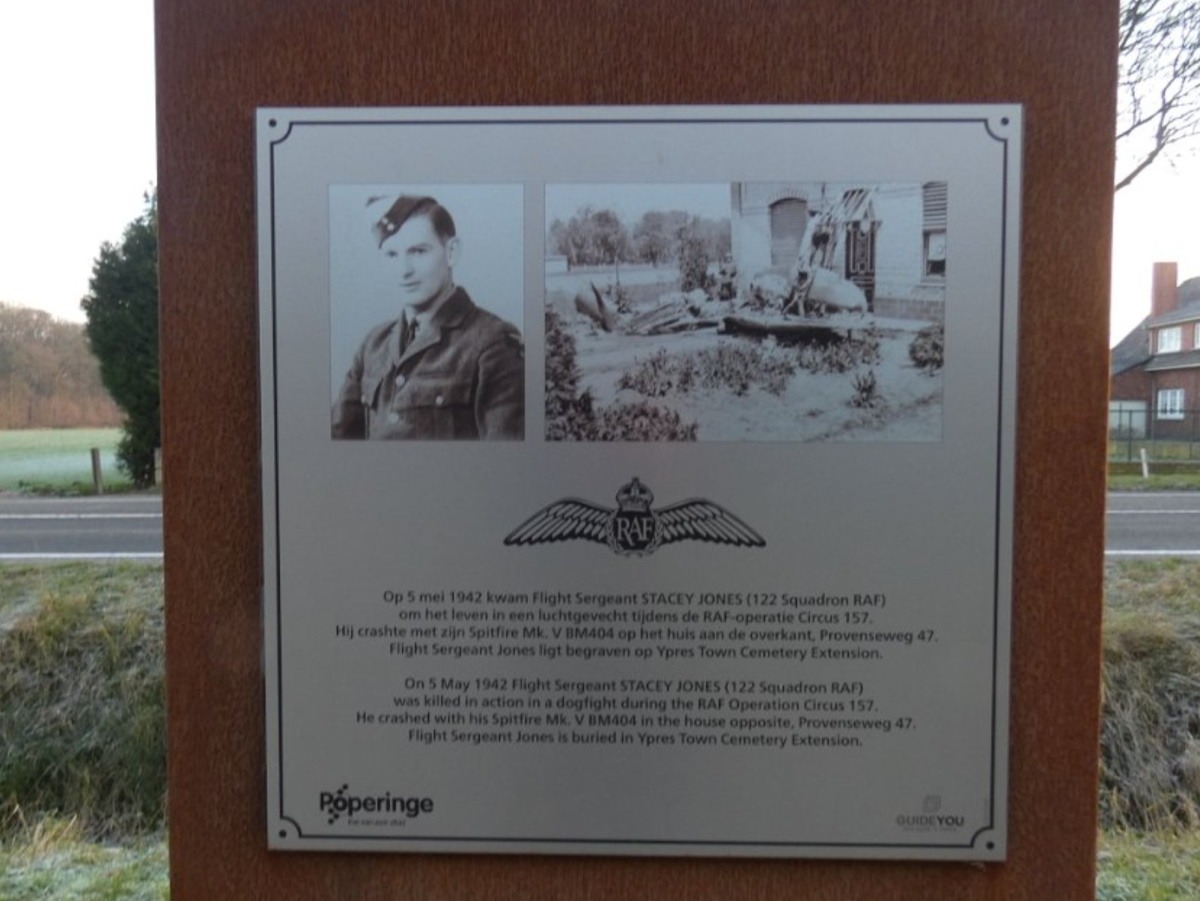 RAF
Op 5 mei 1942 kwam Flight Sergeant STACEY JONES (122 Squadron RAF)
om het leven in een luchtgevecht tijdens de RAF-operatie Circus 157.
Hij crashte met zijn Spitfire Mk. V BM404 op het huis aan de overkant, Provenseweg 47.
Flight Sergeant Jones ligt begraven op Ypres Town Cemetery Extension.
On 5 May 1942 Flight Sergeant STACEY JONES (122 Squadron RAF)
was killed in action in a dogfight during the RAF Operation Circus 157.
He crashed with his Spitfire Mk. V BM404 in the house opposite, Provenseweg 47.
Flight Sergeant Jones is buried in Ypres Town Cemetery Extension.
Poperinge
GUIDEYOU